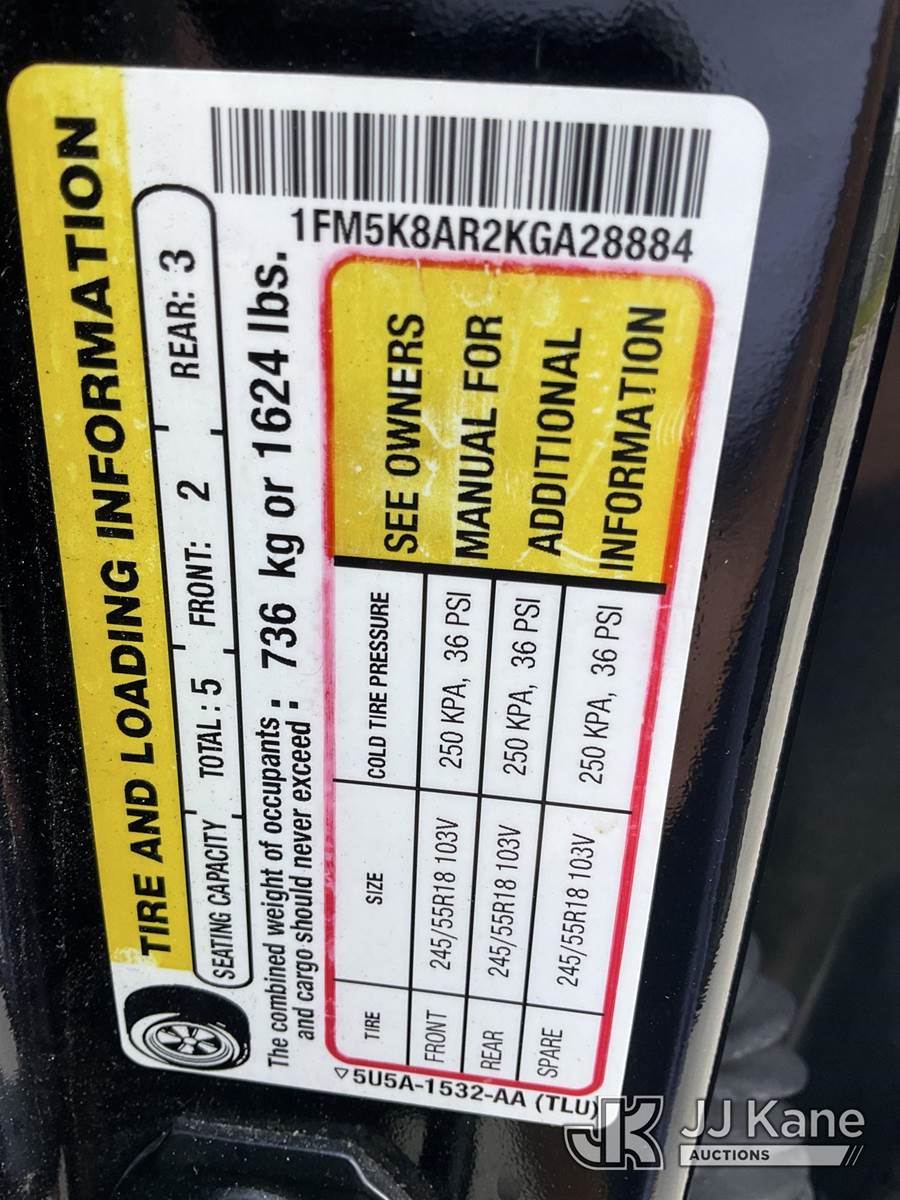 TIRE AND LOADING INFORMATION
SEATING CAPACITY TOTAL: 5 FRONT: 2 REAR: 3
The combined weight of occupants : 736 kg or 1624 lbs.
and cargo should never exceed :
TIRE SIZE COLD TIRE PRESSURE
FRONT 245/55R18 103V 250 KPA, 36 PSI
REAR 245/55R18 103V 250 KPA, 36 PSI
SPARE 245/55R18 103V 250 KPA, 36 PSI
SEE OWNERS
MANUAL FOR
ADDITIONAL
INFORMATION
1FM5K8AR2KGA28884
5U5A-1532-AA (TLU)
JK JJ Kane
AUCTIONS